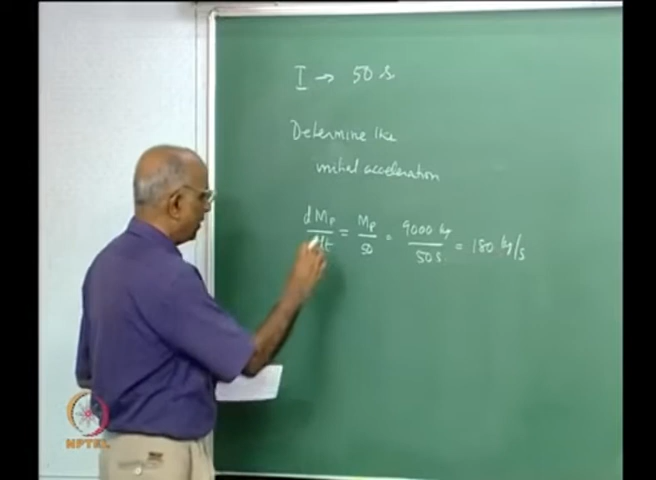 I → 50 s
Determine the
initial acceleration
dMp/dt = Mp/50 = 9000 kg/50 s = 180 kg/s
NPTEL